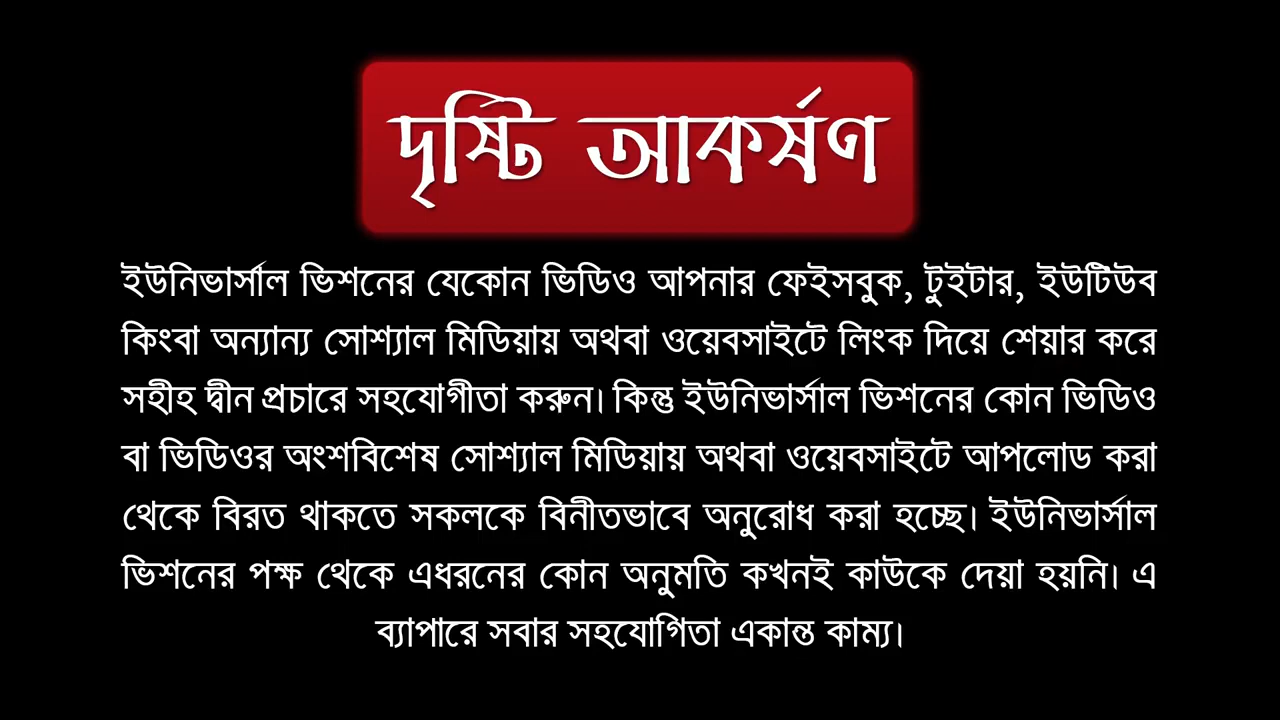 দৃষ্টি আকর্ষণ
ইউনিভার্সাল ভিশনের যেকোন ভিডিও আপনার ফেইসবুক, টুইটার, ইউটিউব
কিংবা অন্যান্য সোশ্যাল মিডিয়ায় অথবা ওয়েবসাইটে লিংক দিয়ে শেয়ার করে
সহীহ দ্বীন প্রচারে সহযোগীতা করুন। কিন্তু ইউনিভার্সাল ভিশনের কোন ভিডিও
বা ভিডিওর অংশবিশেষ সোশ্যাল মিডিয়ায় অথবা ওয়েবসাইটে আপলোড করা
থেকে বিরত থাকতে সকলকে বিনীতভাবে অনুরোধ করা হচ্ছে। ইউনিভার্সাল
ভিশনের পক্ষ থেকে এধরনের কোন অনুমতি কখনই কাউকে দেয়া হয়নি। এ
ব্যাপারে সবার সহযোগিতা একান্ত কাম্য।